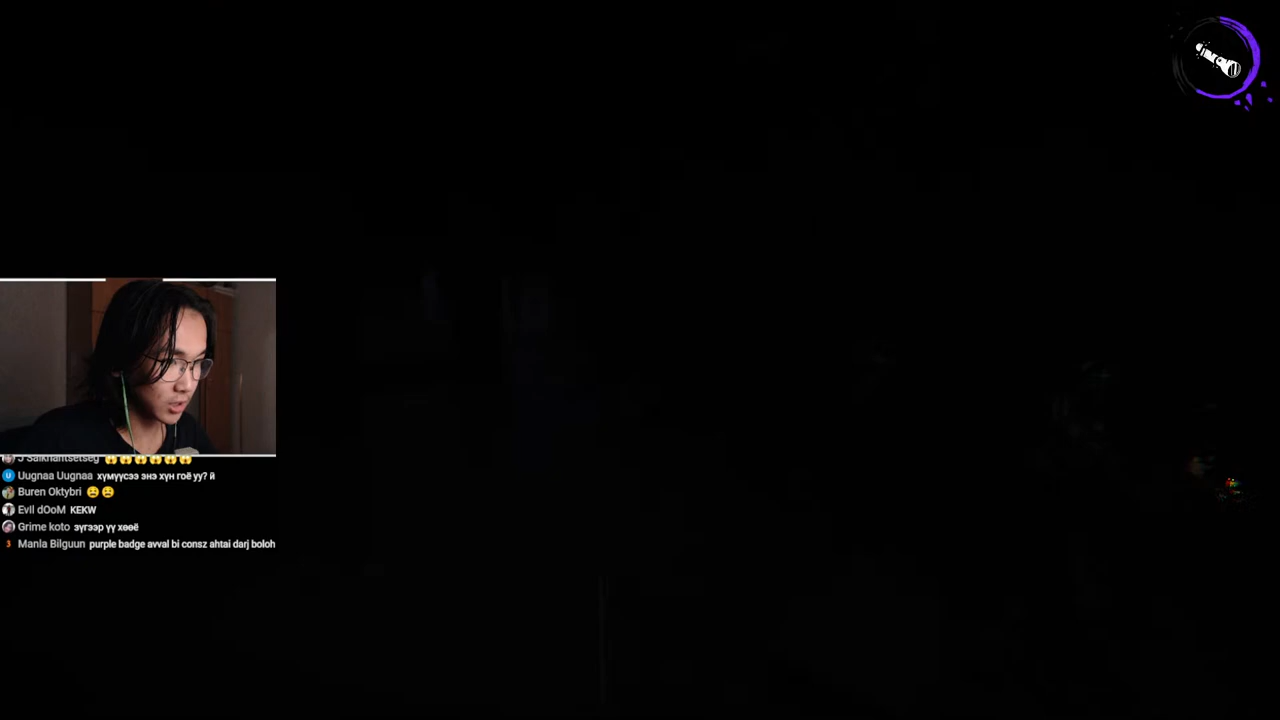 J Saikhantsetseg 😱😱😱😱😱😱
U Uugnaa Uugnaa хүмүүсээ энэ хүн гоё уу? й
Buren Oktybri 😫😫
Evil dOoM KEKW
Grime koto зүгээр үү хөөё
Manla Bilguun purple badge avval bi consz ahtai darj boloh